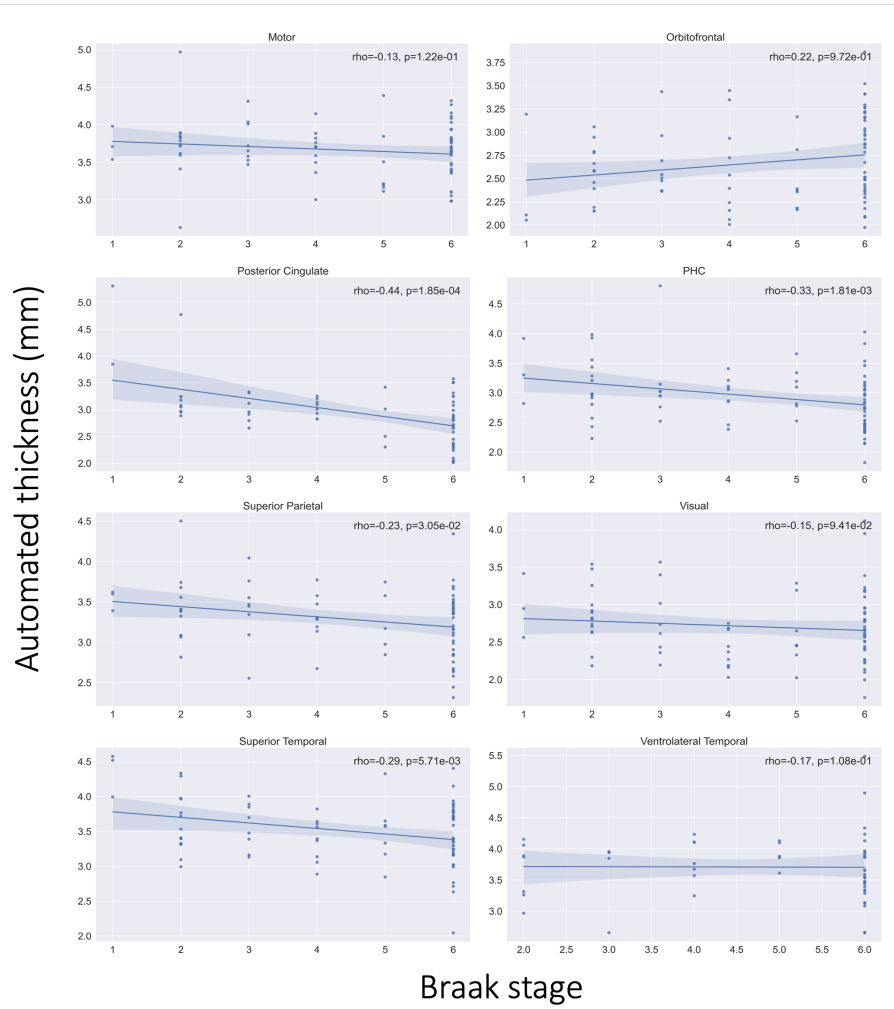 Motor
rho=-0.13, p=1.22e-01
5.0
4.5
4.0
3.5
3.0
1 2 3 4 5 6
Orbitofrontal
rho=0.22, p=9.72e-01
3.75
3.50
3.25
3.00
2.75
2.50
2.25
2.00
1 2 3 4 5 6
Posterior Cingulate
rho=-0.44, p=1.85e-04
5.0
4.5
4.0
3.5
3.0
2.5
2.0
1 2 3 4 5 6
PHC
rho=-0.33, p=1.81e-03
4.5
4.0
3.5
3.0
2.5
2.0
1 2 3 4 5 6
Automated thickness (mm)
Superior Parietal
rho=-0.23, p=3.05e-02
4.5
4.0
3.5
3.0
2.5
1 2 3 4 5 6
Visual
rho=-0.15, p=9.41e-02
4.0
3.5
3.0
2.5
2.0
1 2 3 4 5 6
Superior Temporal
rho=-0.29, p=5.71e-03
4.5
4.0
3.5
3.0
2.5
2.0
1 2 3 4 5 6
Ventrolateral Temporal
rho=-0.17, p=1.08e-01
5.5
5.0
4.5
4.0
3.5
3.0
2.0 2.5 3.0 3.5 4.0 4.5 5.0 5.5 6.0
Braak stage